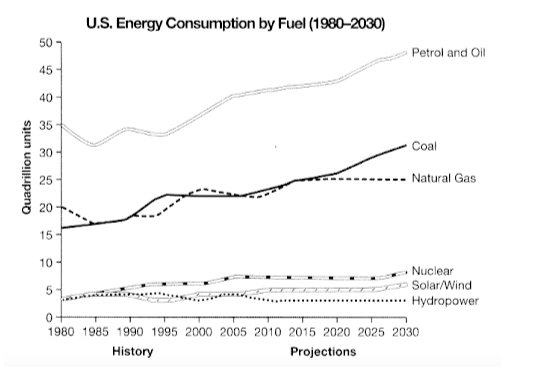 U.S. Energy Consumption by Fuel (1980–2030)
Quadrillion units
50
45
40
35
30
25
20
15
10
5
0
Petrol and Oil
Coal
Natural Gas
Nuclear
Solar/Wind
Hydropower
1980 1985 1990 1995 2000 2005 2010 2015 2020 2025 2030
History Projections